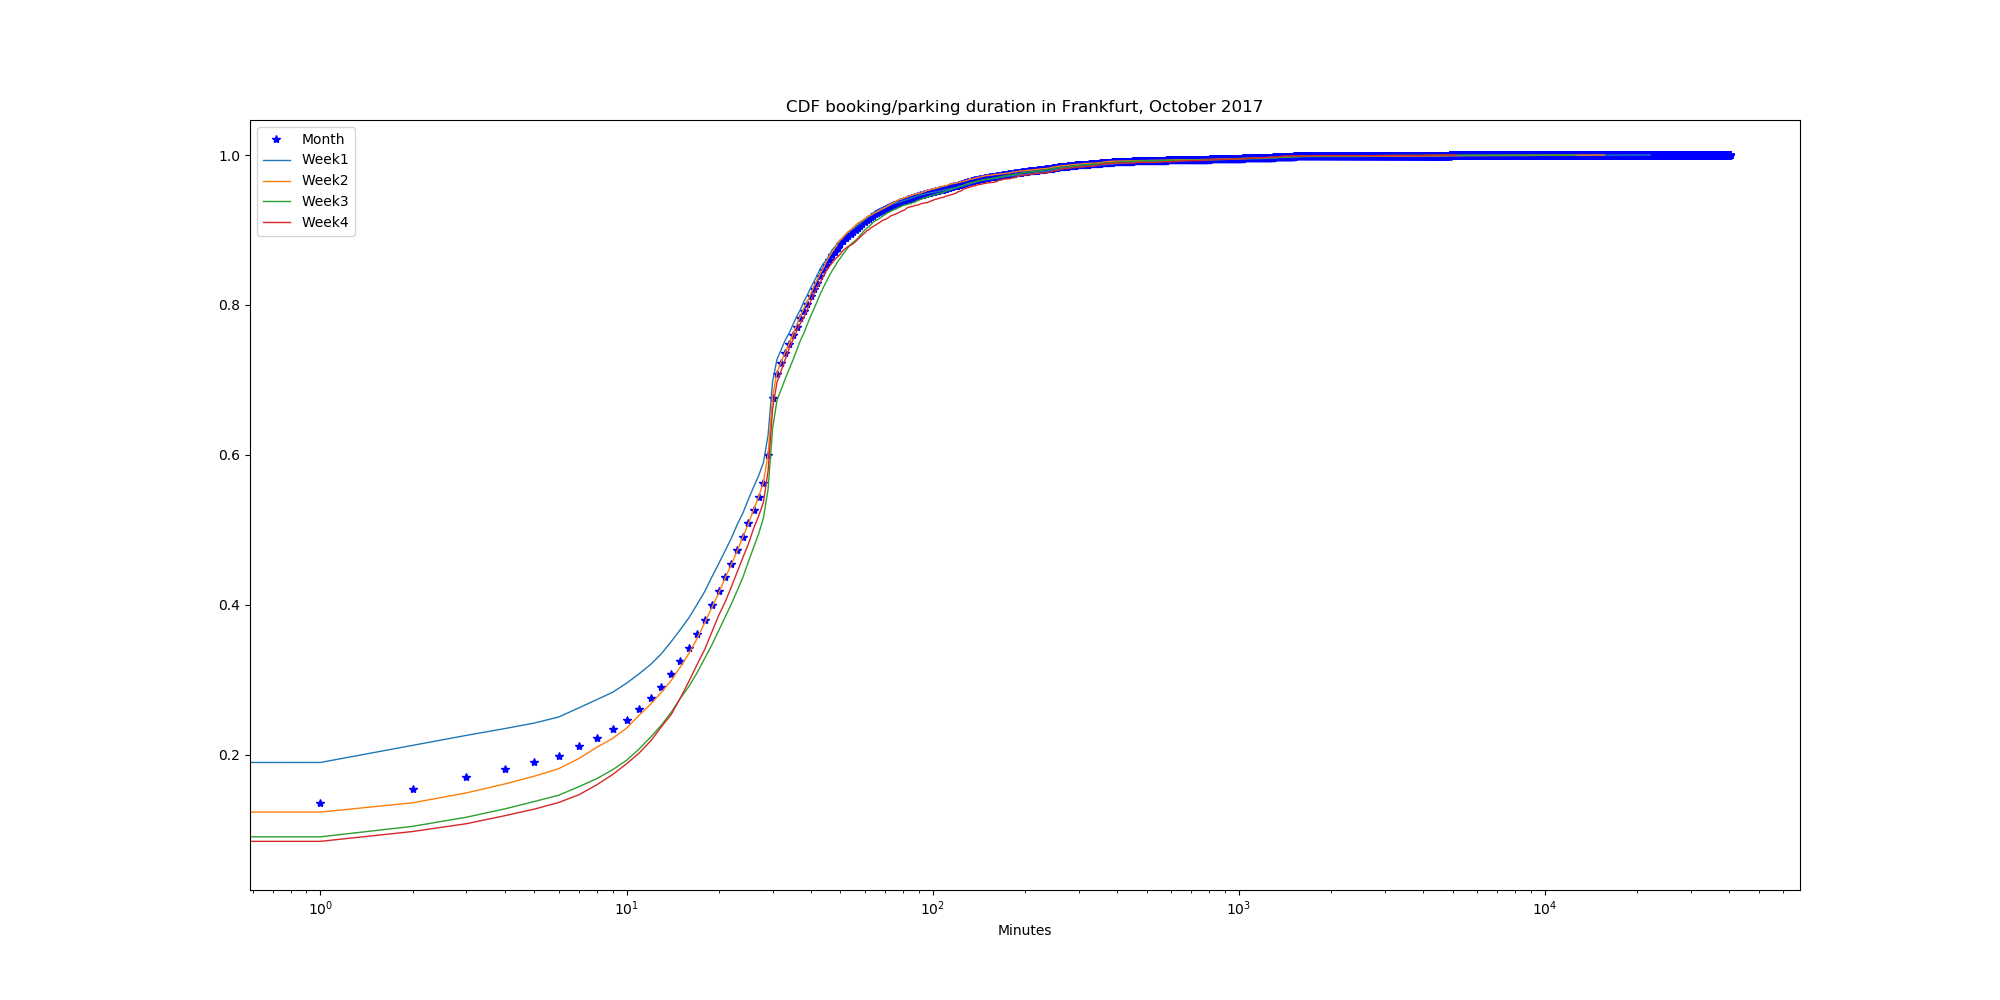 CDF booking/parking duration in Frankfurt, October 2017
Month
Week1
Week2
Week3
Week4
1.0
0.8
0.6
0.4
0.2
10⁰ 10¹ 10² 10³ 10⁴
Minutes